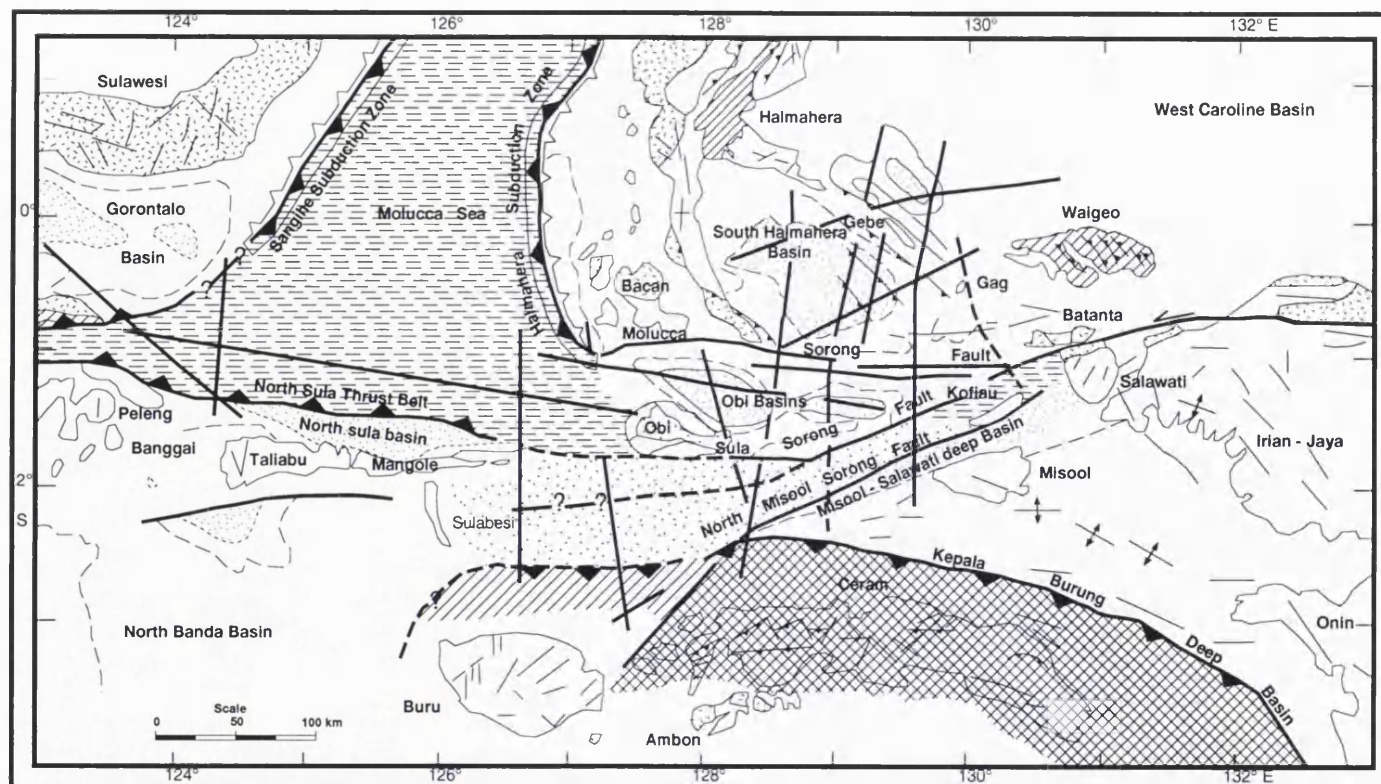 124°
126°
128°
130°
132° E
Sulawesi
Sangihe Subduction Zone
Halmahera Subduction Zone
Halmahera
West Caroline Basin
0°
Gorontalo
Basin
Molucca Sea
South Halmahera
Basin
Gebe
Waigeo
?
?
Bacan
Gag
Batanta
Molucca Sorong Fault
Salawati
North Sula Thrust Belt
Peleng
Banggai
North sula basin
Taliabu
Mangole
Obi Basins
Obi
Kofiau
Sula Sorong Fault
Irian - Jaya
Misool
2°
S
Sulabesi
? ?
North Misool Sorong Fault
Misool - Salawati deep Basin
Kepala Burung Deep Basin
Ceram
?
Onin
North Banda Basin
Buru
Ambon
Scale
0 50 100 km
124°
126°
128°
130°
132° E